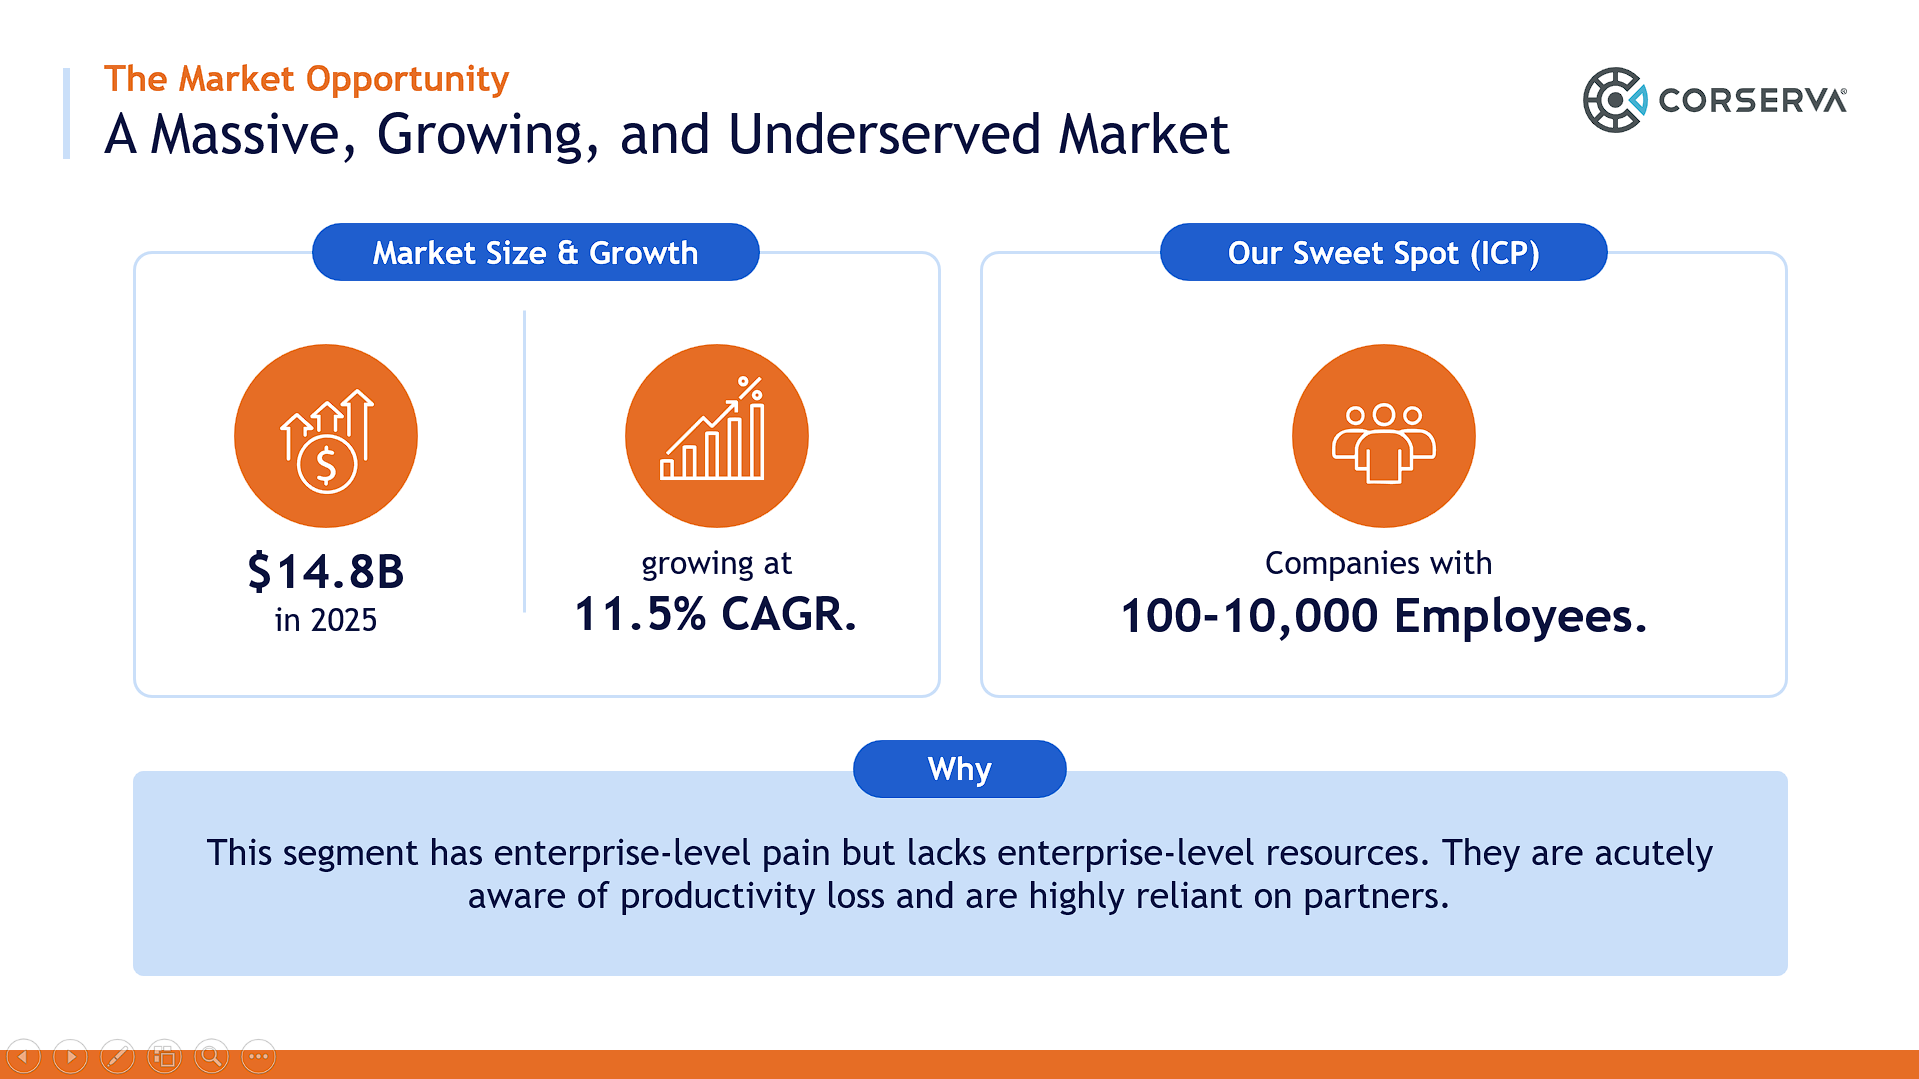 The Market Opportunity
A Massive, Growing, and Underserved Market
CORSERVA®
Market Size & Growth
$14.8B
in 2025
growing at
11.5% CAGR.
Our Sweet Spot (ICP)
Companies with
100-10,000 Employees.
Why
This segment has enterprise-level pain but lacks enterprise-level resources. They are acutely
aware of productivity loss and are highly reliant on partners.